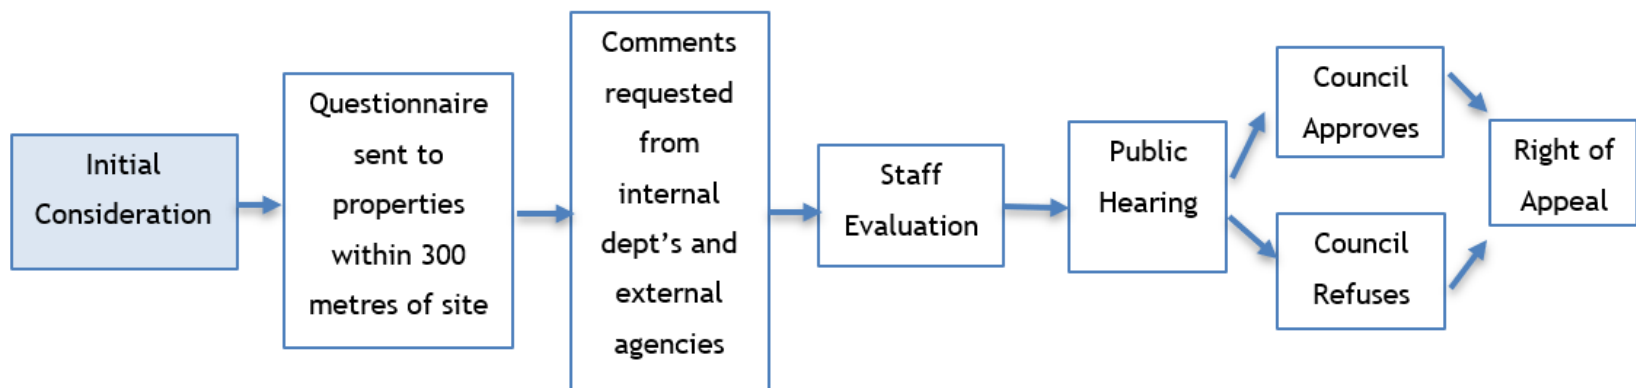 Initial
Consideration
Questionnaire
sent to
properties
within 300
metres of site
Comments
requested
from
internal
dept’s and
external
agencies
Staff
Evaluation
Public
Hearing
Council
Approves
Council
Refuses
Right of
Appeal